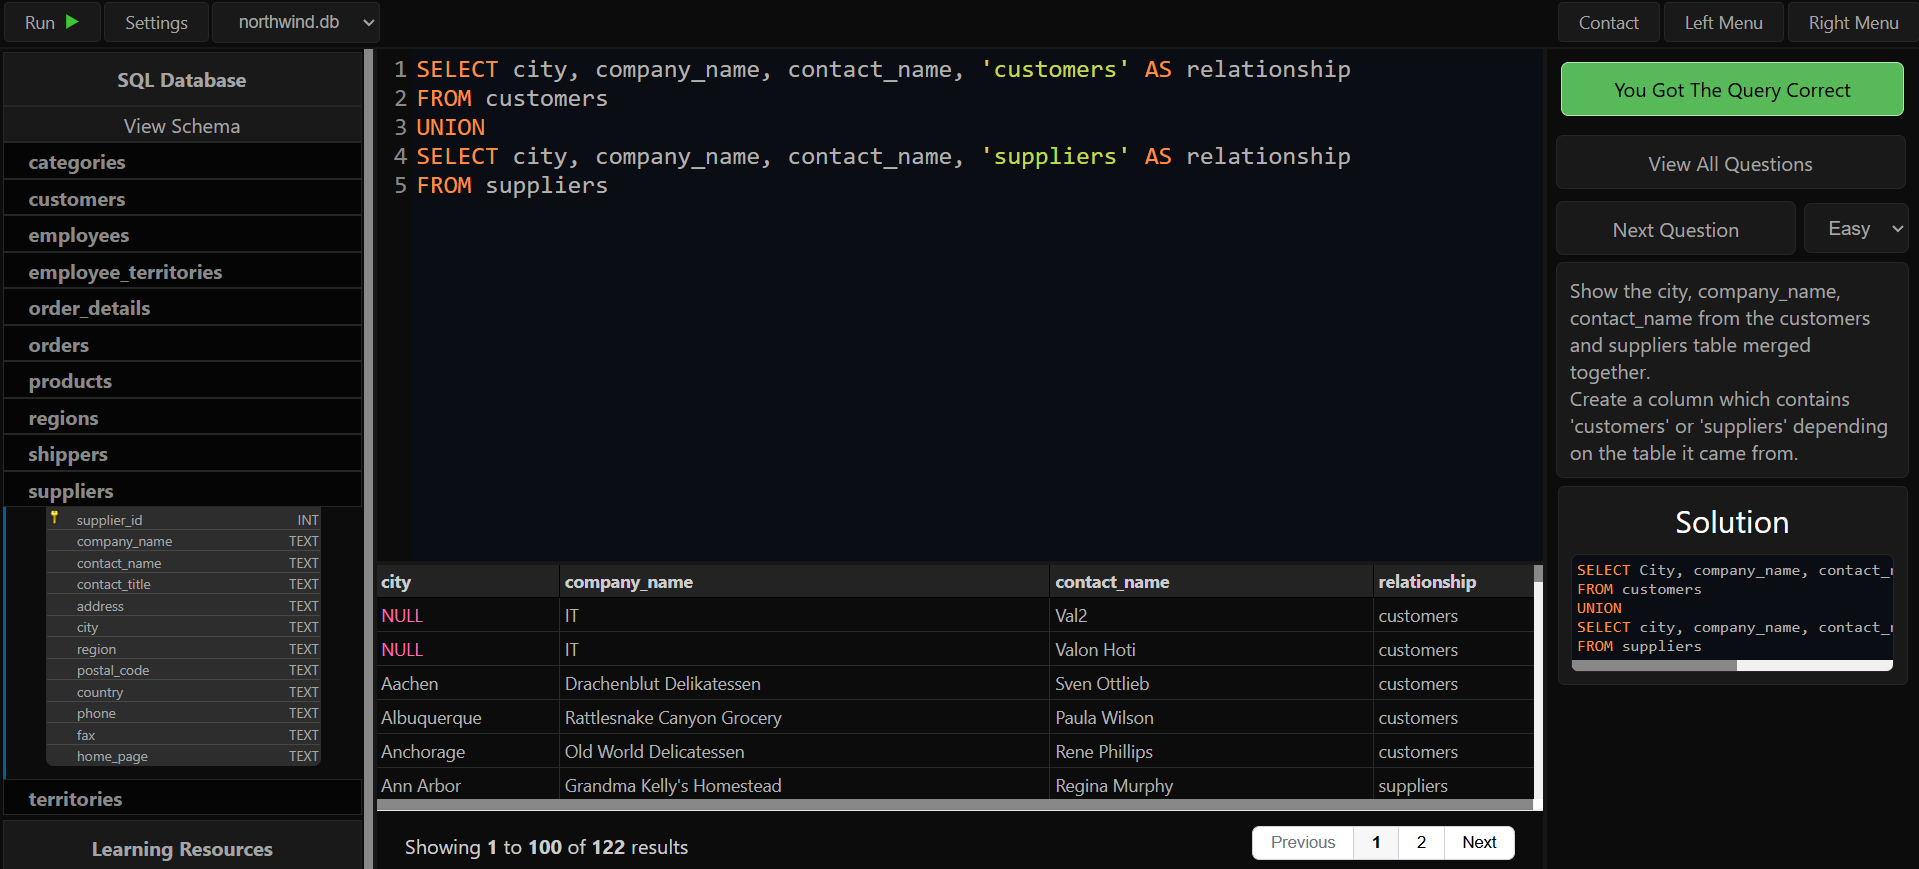 Run
Settings
northwind.db
Contact
Left Menu
Right Menu
SQL Database
View Schema
categories
customers
employees
employee_territories
order_details
orders
products
regions
shippers
suppliers
supplier_id INT
company_name TEXT
contact_name TEXT
contact_title TEXT
address TEXT
city TEXT
region TEXT
postal_code TEXT
country TEXT
phone TEXT
fax TEXT
home_page TEXT
territories
Learning Resources
1 SELECT city, company_name, contact_name, 'customers' AS relationship
2 FROM customers
3 UNION
4 SELECT city, company_name, contact_name, 'suppliers' AS relationship
5 FROM suppliers
city company_name contact_name relationship
NULL IT Val2 customers
NULL IT Valon Hoti customers
Aachen Drachenblut Delikatessen Sven Ottlieb customers
Albuquerque Rattlesnake Canyon Grocery Paula Wilson customers
Anchorage Old World Delicatessen Rene Phillips customers
Ann Arbor Grandma Kelly's Homestead Regina Murphy suppliers
Showing 1 to 100 of 122 results
Previous 1 2 Next
You Got The Query Correct
View All Questions
Next Question
Easy
Show the city, company_name,
contact_name from the customers
and suppliers table merged
together.
Create a column which contains
'customers' or 'suppliers' depending
on the table it came from.
Solution
SELECT City, company_name, contact_
FROM customers
UNION
SELECT city, company_name, contact_
FROM suppliers